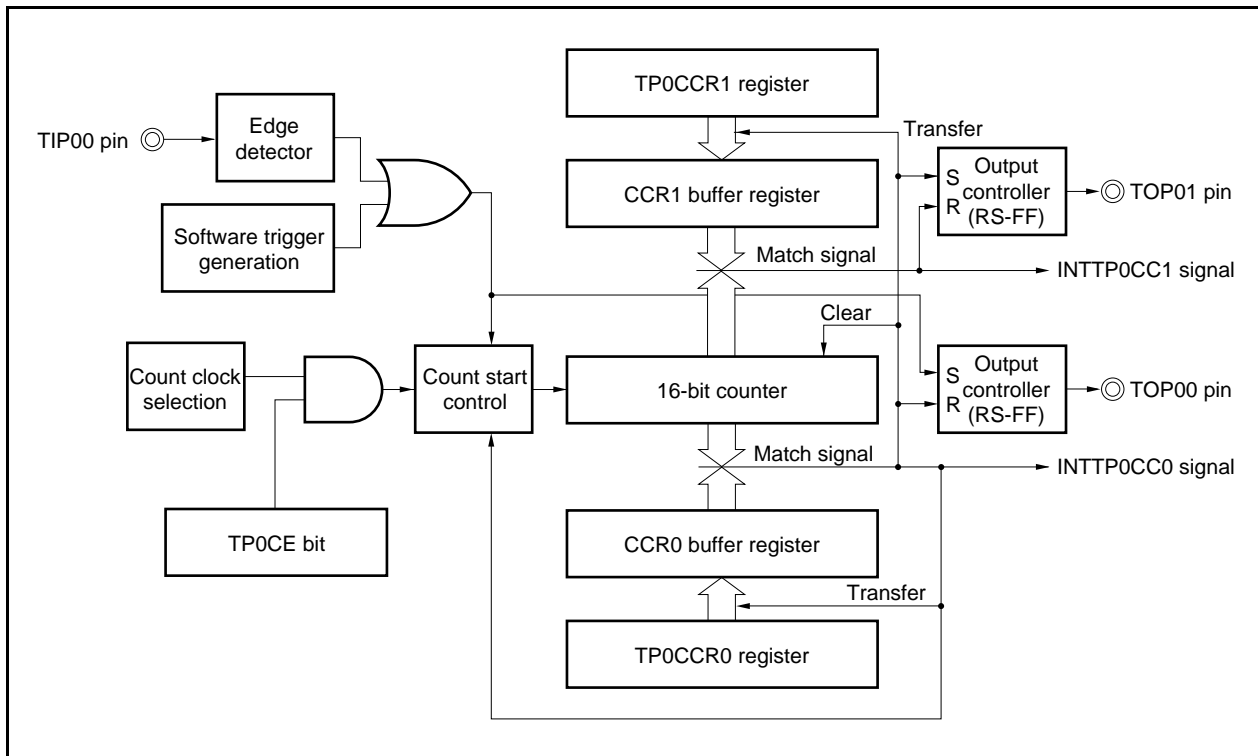 TP0CCR1 register
TIP00 pin
Edge
detector
Transfer
CCR1 buffer register
S
R
Output
controller
(RS-FF)
TOP01 pin
Software trigger
generation
Match signal
INTTP0CC1 signal
Clear
Count clock
selection
Count start
control
16-bit counter
S
R
Output
controller
(RS-FF)
TOP00 pin
Match signal
INTTP0CC0 signal
TP0CE bit
CCR0 buffer register
Transfer
TP0CCR0 register